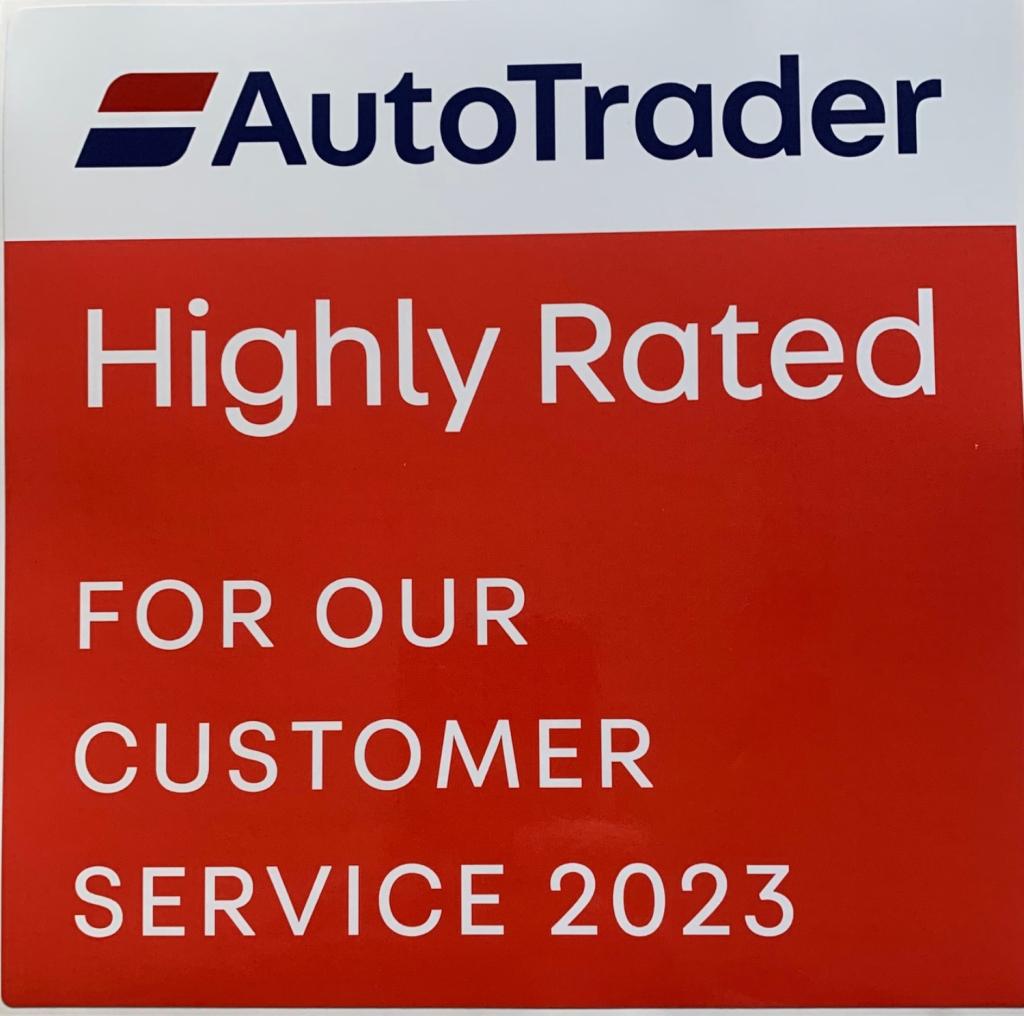 AutoTrader
Highly Rated
FOR OUR
CUSTOMER
SERVICE 2023